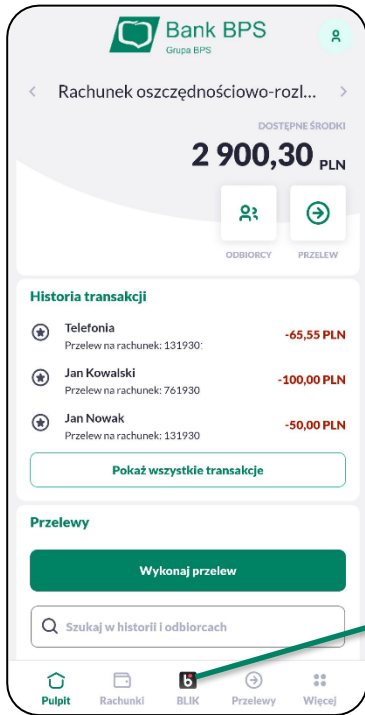 Bank BPS
Grupa BPS
Rachunek oszczędnościowo-rozl...
DOSTĘPNE ŚRODKI
2 900,30 PLN
ODBIORCY PRZELEW
Historia transakcji
Telefonia
-65,55 PLN
Przelew na rachunek: 131930:
Jan Kowalski
-100,00 PLN
Przelew na rachunek: 761930
Jan Nowak
-50,00 PLN
Przelew na rachunek: 131930
Pokaż wszystkie transakcje
Przelewy
Wykonaj przelew
Szukaj w historii i odbiorcach
Pulpit Rachunki BLIK Przelewy Więcej